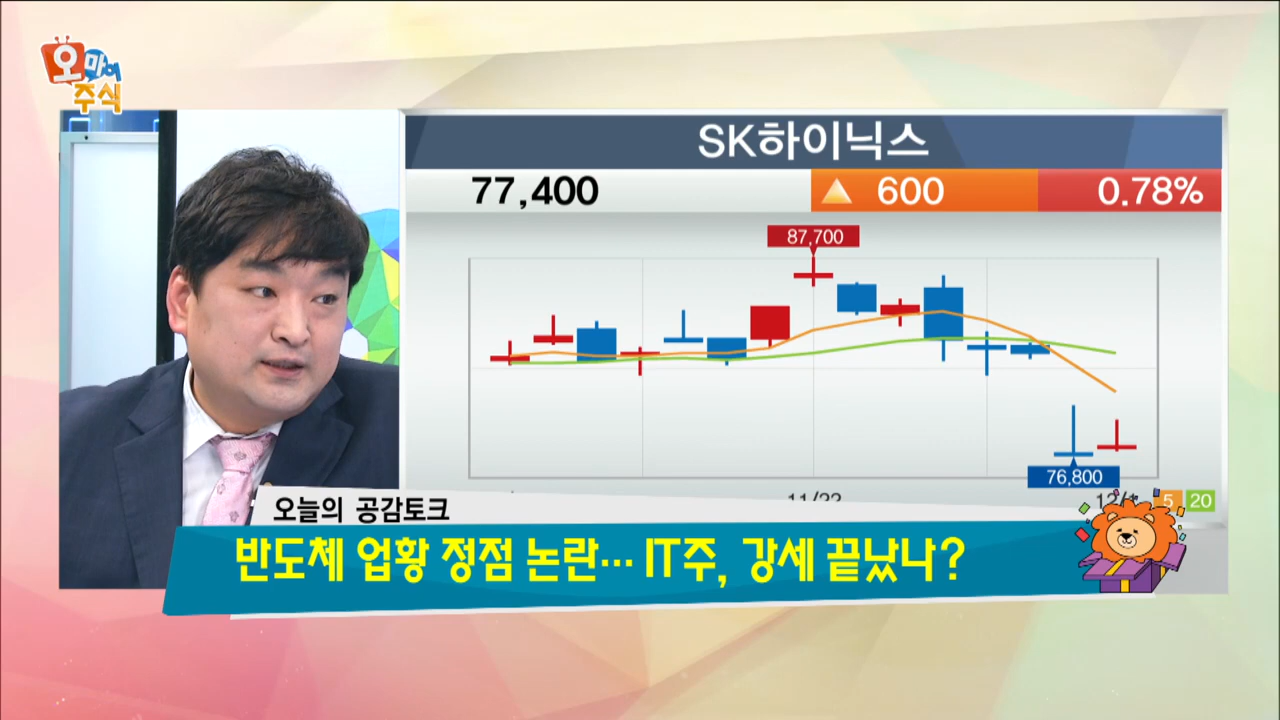 오마이
주식
SK하이닉스
77,400 600 0.78%
87,700
76,800
5 20
오늘의 공감토크
반도체 업황 정점 논란… IT주, 강세 끝났나?